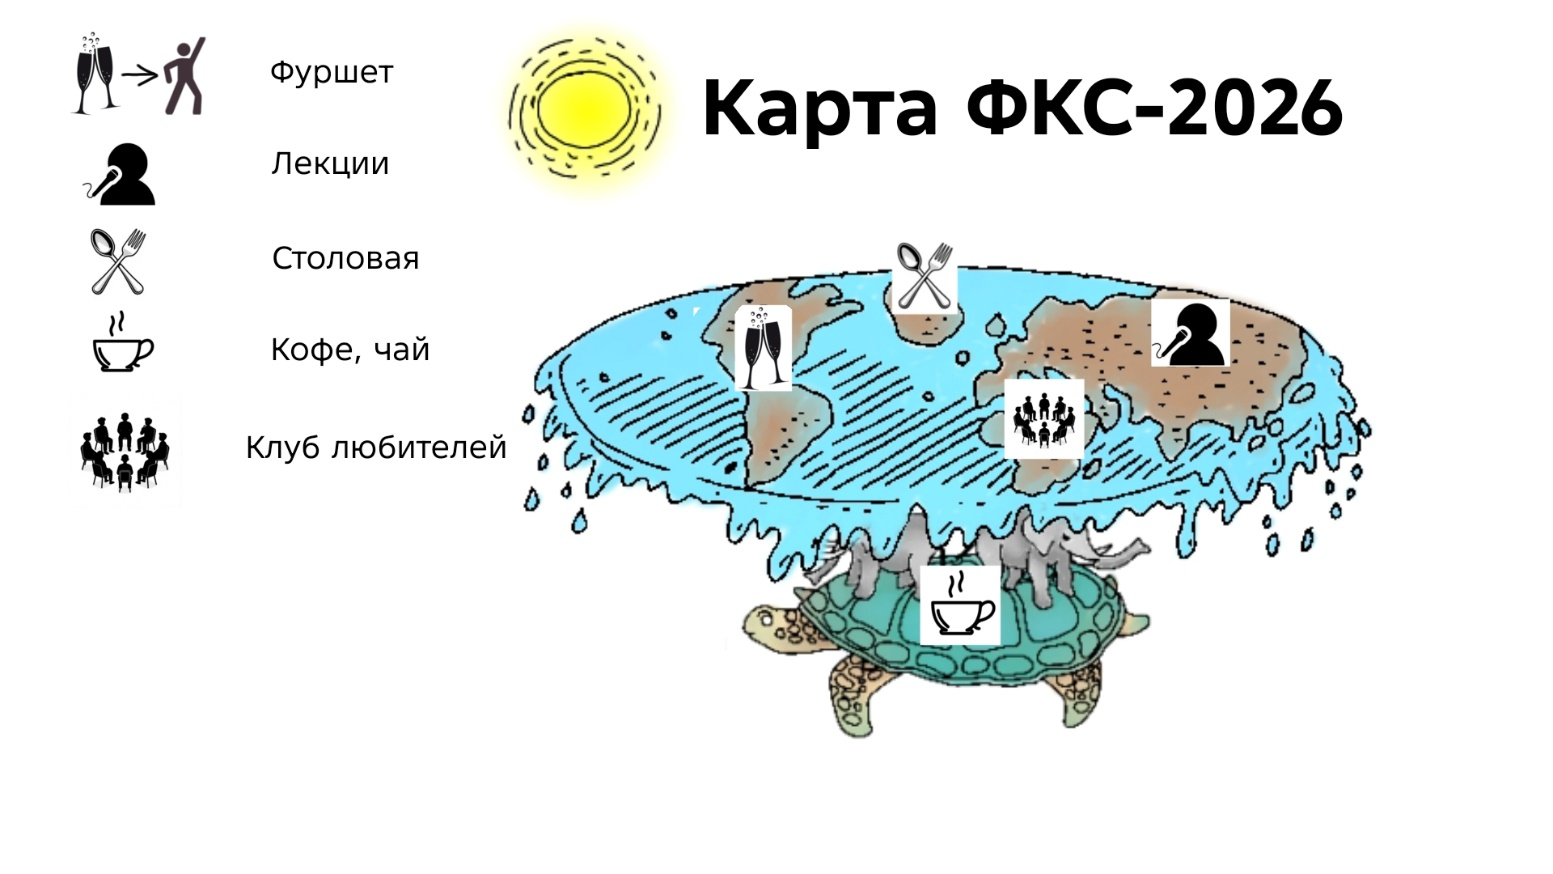 Фуршет
Карта ФКС-2026
Лекции
Столовая
Кофе, чай
Клуб любителей